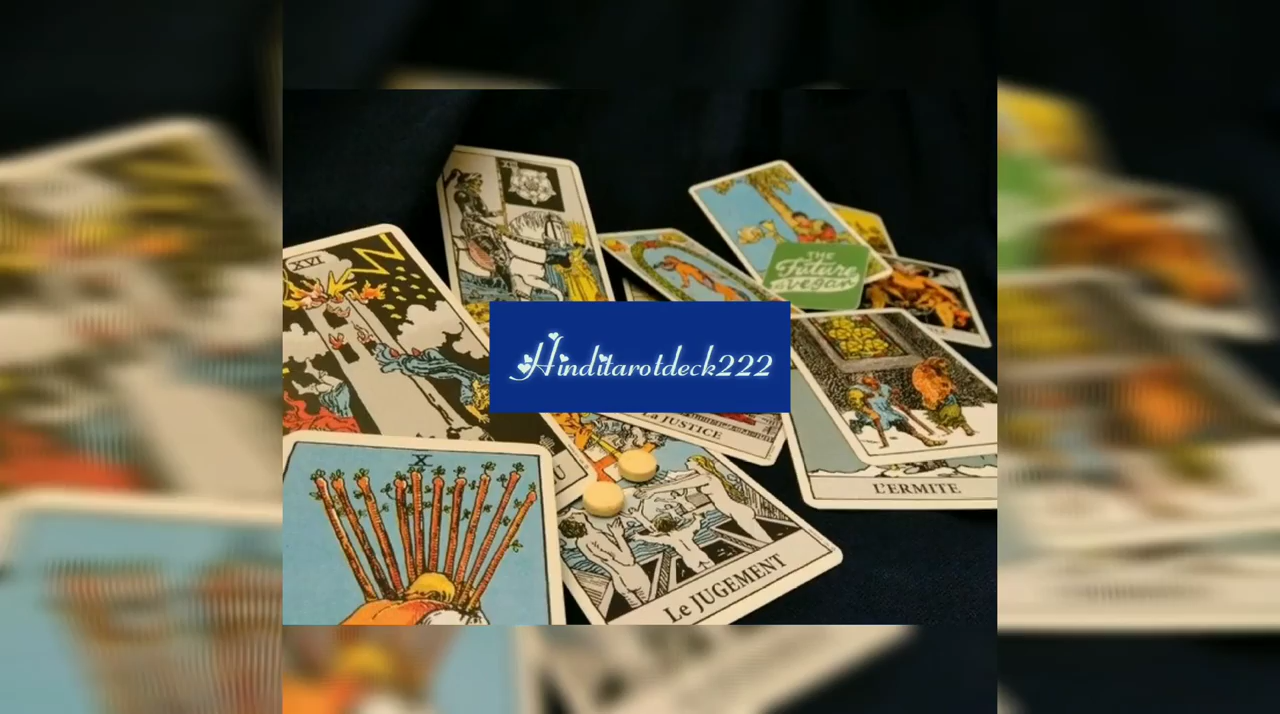 XVI
THE
Future
is vegan
Hinditarotdeck222
La JUSTICE
L'ERMITE
X
Le JUGEMENT